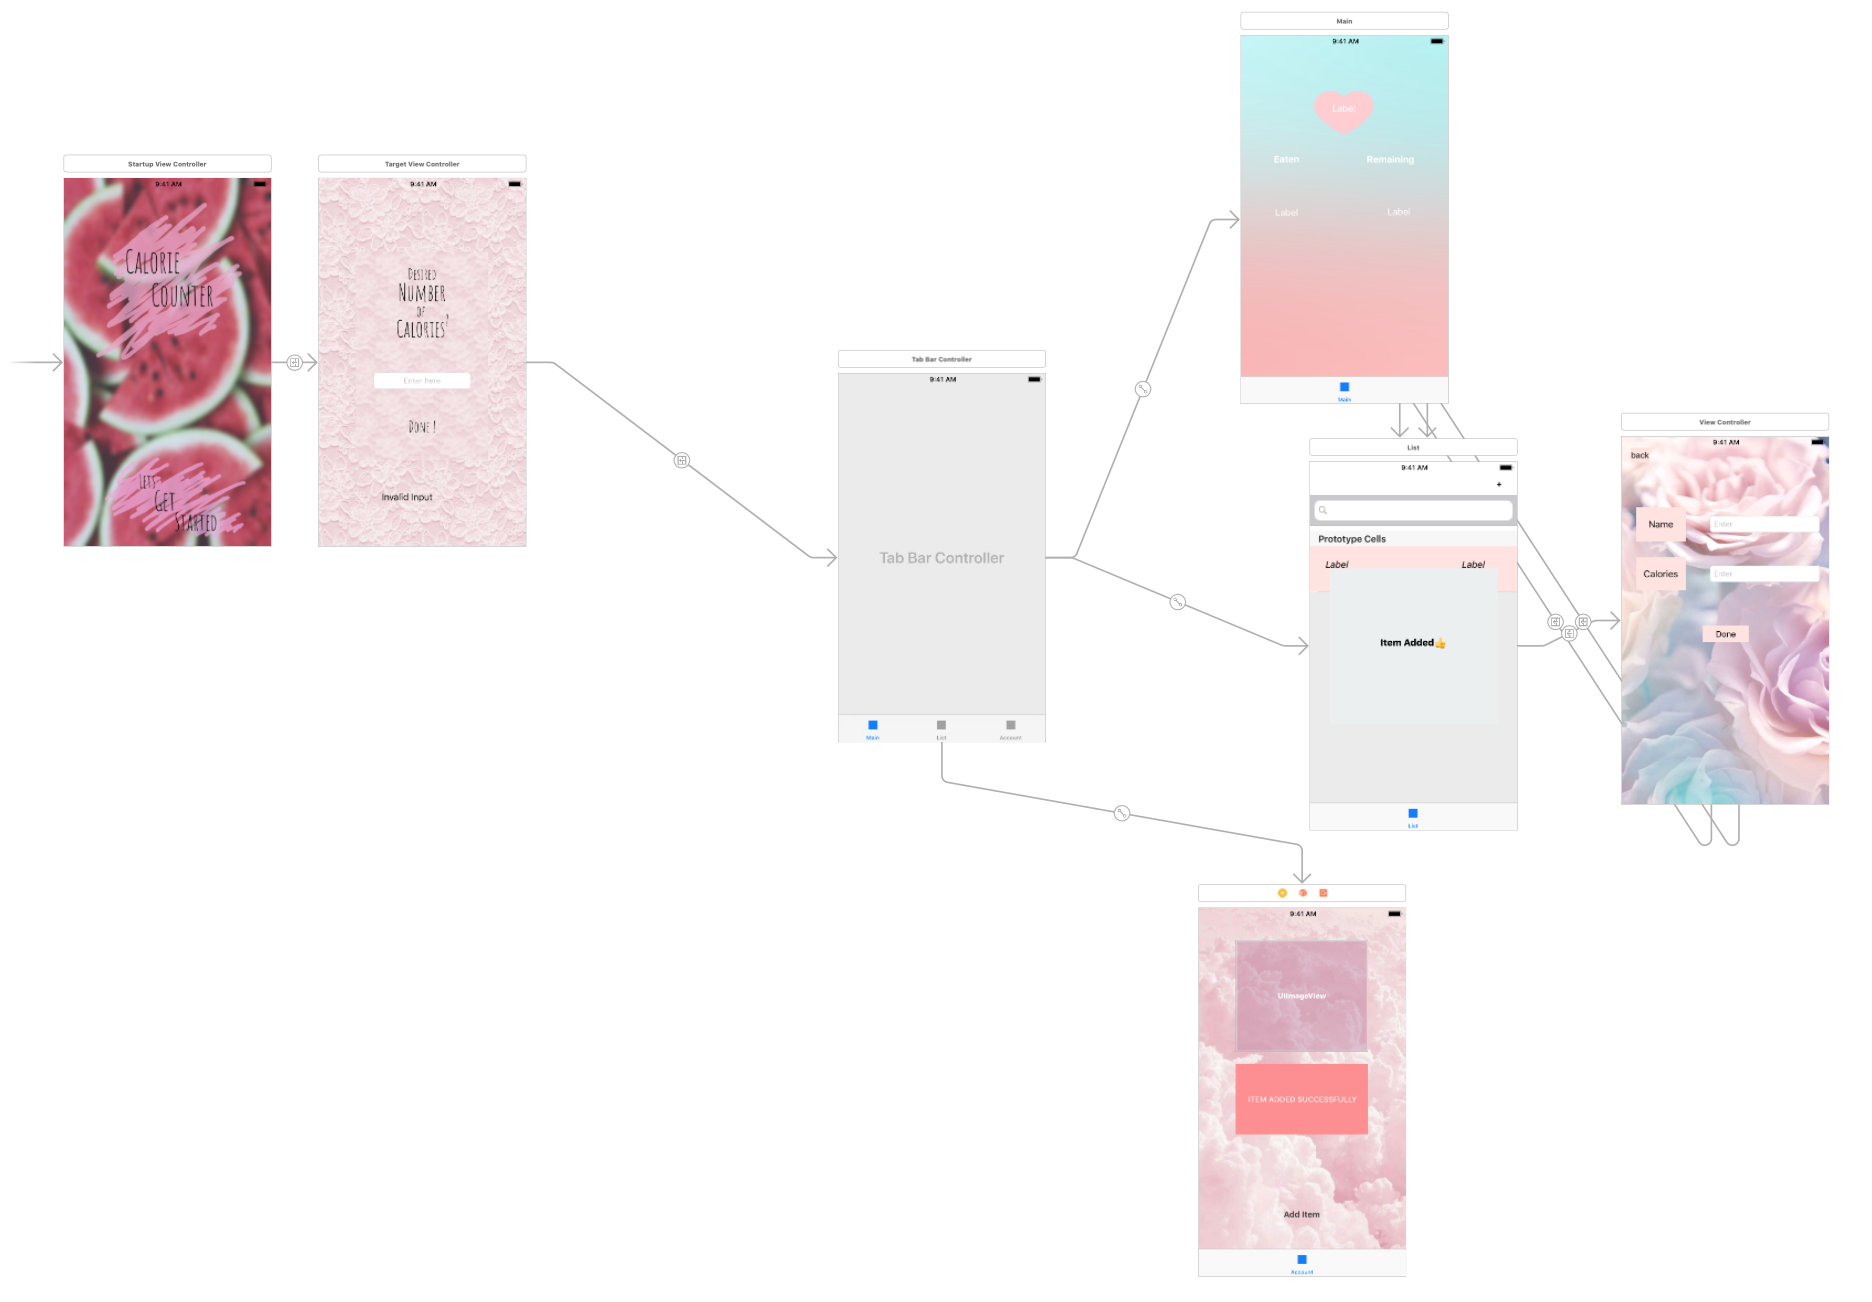 Startup View Controller
9:41 AM
CALORIE
COUNTER
LETS
GET
STARTED
Target View Controller
9:41 AM
DESIRED
NUMBER
OF
CALORIES?
Enter here
DONE !
Invalid Input
Tab Bar Controller
9:41 AM
Tab Bar Controller
Main
List
Account
Main
9:41 AM
Label
Eaten
Remaining
Label
Label
Main
List
9:41 AM
+
Prototype Cells
Label
Label
Item Added👍
List
View Controller
9:41 AM
back
Name
Enter
Calories
Enter
Done
9:41 AM
UIImageView
ITEM ADDED SUCCESSFULLY
Add Item
Account